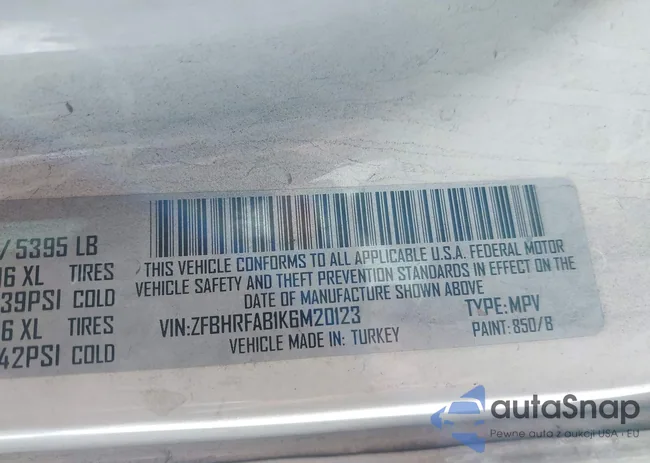 / 5395 LB
16 XL TIRES
39PSI COLD
6 XL TIRES
42PSI COLD
THIS VEHICLE CONFORMS TO ALL APPLICABLE U.S.A. FEDERAL MOTOR
VEHICLE SAFETY AND THEFT PREVENTION STANDARDS IN EFFECT ON THE
DATE OF MANUFACTURE SHOWN ABOVE
VIN:ZFBHRFAB1K6M20123 TYPE:MPV
VEHICLE MADE IN: TURKEY PAINT: 850/B
autaSnap
Pewne auta z aukcji USA i EU